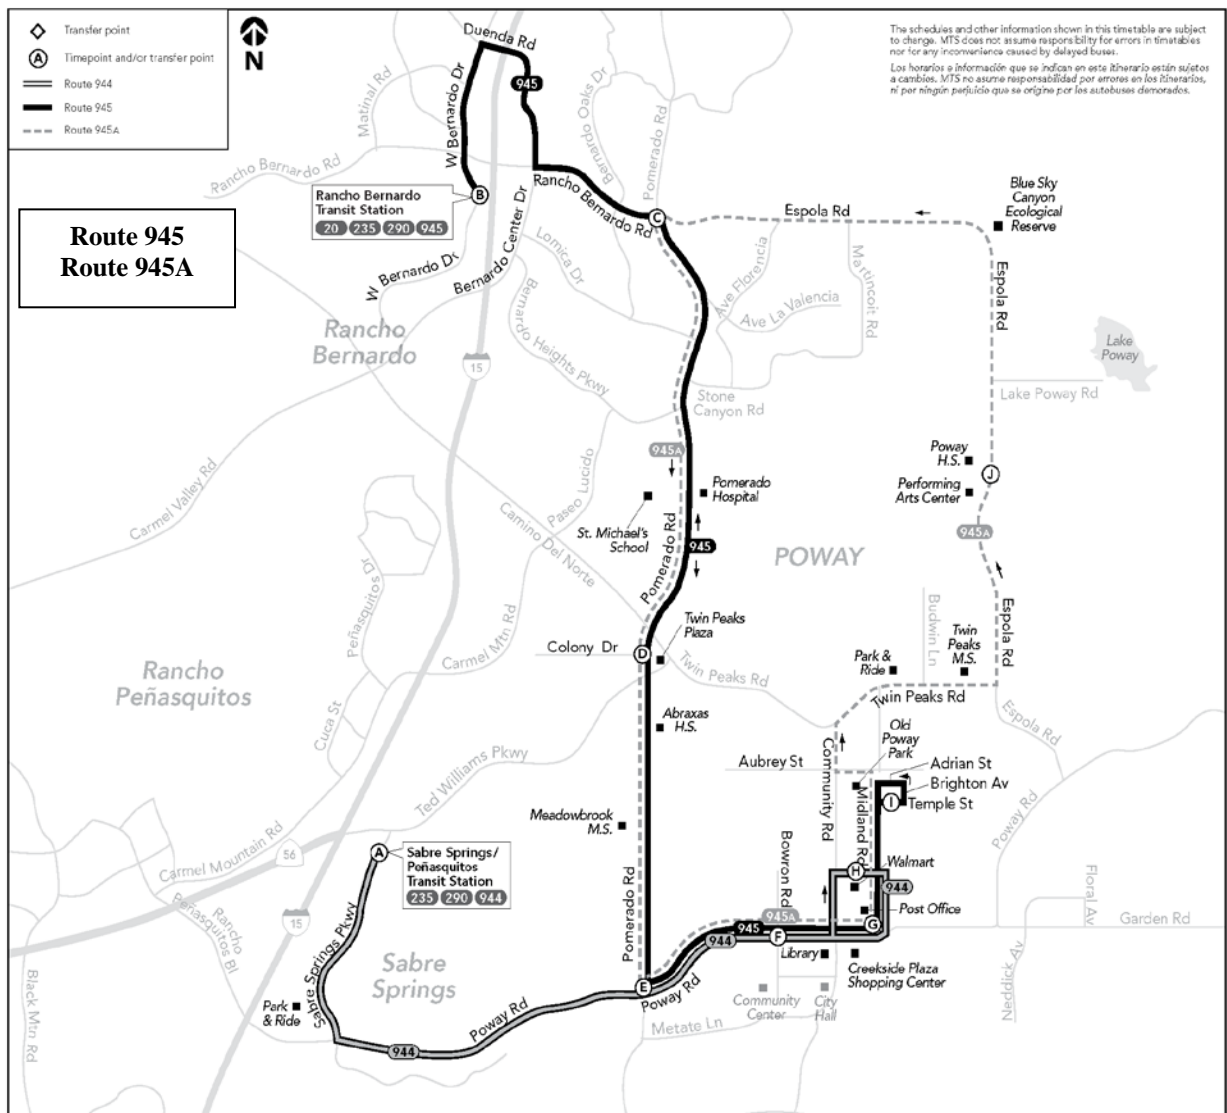 Transfer point
A
Timepoint and/or transfer point
Route 944
Route 945
Route 945A
N
The schedules and other information shown in this timetable are subject
to change. MTS does not assume responsibility for errors in timetables
nor for any inconvenience caused by delayed buses.
Los horarios e información que se indican en este itinerario están sujetos
a cambios. MTS no asume responsabilidad por errores en los itinerarios,
ni por ningún perjuicio que se origine por los autobuses demorados.
Route 945
Route 945A
Duenda Rd
945
W Bernardo Dr
Matinal Rd
Rancho Bernardo Rd
Bernardo Oaks Dr
Pomerado Rd
B
Rancho Bernardo
Transit Station
20 235 290 945
Rancho Bernardo Rd
C
Espola Rd
Blue Sky
Canyon
Ecological
Reserve
W Bernardo Dr
Bernardo Center Dr
Lomica Dr
Bernardo Heights Pkwy
Ave Florencia
Ave La Valencia
Martincoit Rd
Espola Rd
Rancho
Bernardo
15
Lake
Poway
Lake Poway Rd
Stone
Canyon Rd
945A
Poway
H.S.
J
Performing
Arts Center
Pomerado
Hospital
St. Michael's
School
Paseo Lucido
Camino Del Norte
Carmel Valley Rd
Pomerado Rd
945
POWAY
945A
Peñasquitos Dr
Carmel Mtn Rd
Twin Peaks
Plaza
Colony Dr
D
Twin Peaks Rd
Budwin Ln
Twin
Peaks
M.S.
Espola Rd
Park &
Ride
Twin Peaks Rd
Rancho
Peñasquitos
Cuca St
Abraxas
H.S.
Old
Poway
Park
Espola Rd
Ted Williams Pkwy
Aubrey St
Community Rd
Adrian St
Brighton Av
Temple St
I
Midland Rd
Meadowbrook
M.S.
Poway Rd
Carmel Mountain Rd
56
A
Sabre Springs/
Peñasquitos
Transit Station
235 290 944
Bowron Rd
H
Walmart
944
Floral Av
Pomerado Rd
945A
Post Office
G
Garden Rd
Rancho
Peñasquitos Bl
15
945
944
F
Library
Creekside Plaza
Shopping Center
Neddick Av
Sabre Springs Pkwy
Sabre
Springs
E
Poway Rd
Community
Center
City
Hall
Black Mtn Rd
Park
& Ride
Poway Rd
Metate Ln
944